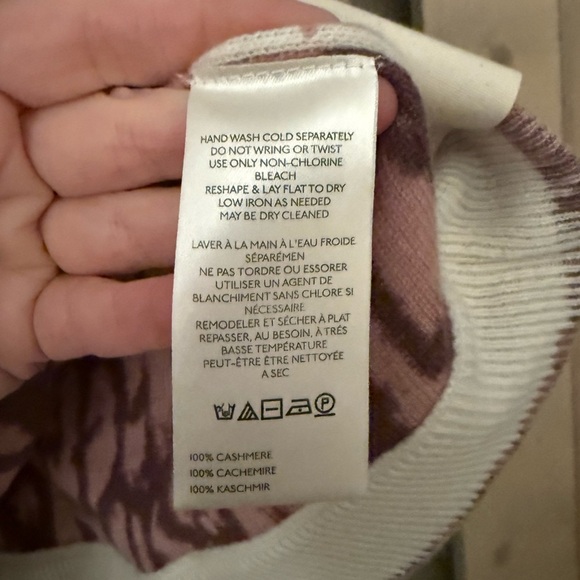 HAND WASH COLD SEPARATELY
DO NOT WRING OR TWIST
USE ONLY NON-CHLORINE
BLEACH
RESHAPE & LAY FLAT TO DRY
LOW IRON AS NEEDED
MAY BE DRY CLEANED
LAVER À LA MAIN À L'EAU FROIDE
SÉPARÉMEN
NE PAS TORDRE OU ESSORER
UTILISER UN AGENT DE
BLANCHIMENT SANS CHLORE SI
NÉCESSAIRE
REMODELER ET SÉCHER À PLAT
REPASSER, AU BESOIN, À TRÉS
BASSE TEMPÉRATURE
PEUT-ÊTRE ÊTRE NETTOYÉE
A SEC
P
100% CASHMERE
100% CACHEMIRE
100% KASCHMIR